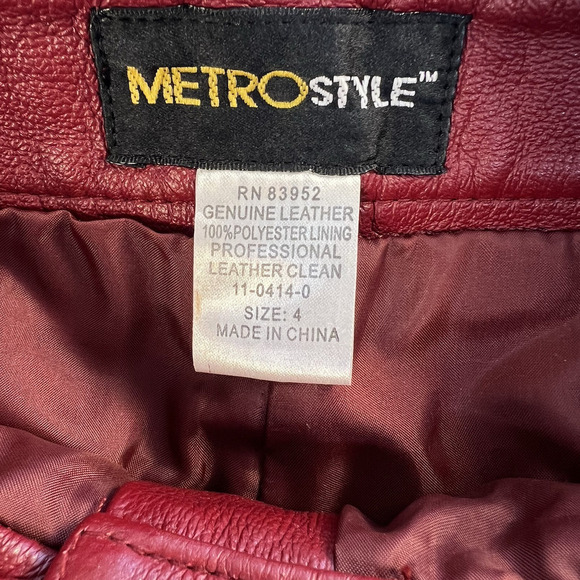 METROSTYLE™
RN 83952
GENUINE LEATHER
100%POLYESTER LINING
PROFESSIONAL
LEATHER CLEAN
11-0414-0
SIZE: 4
MADE IN CHINA